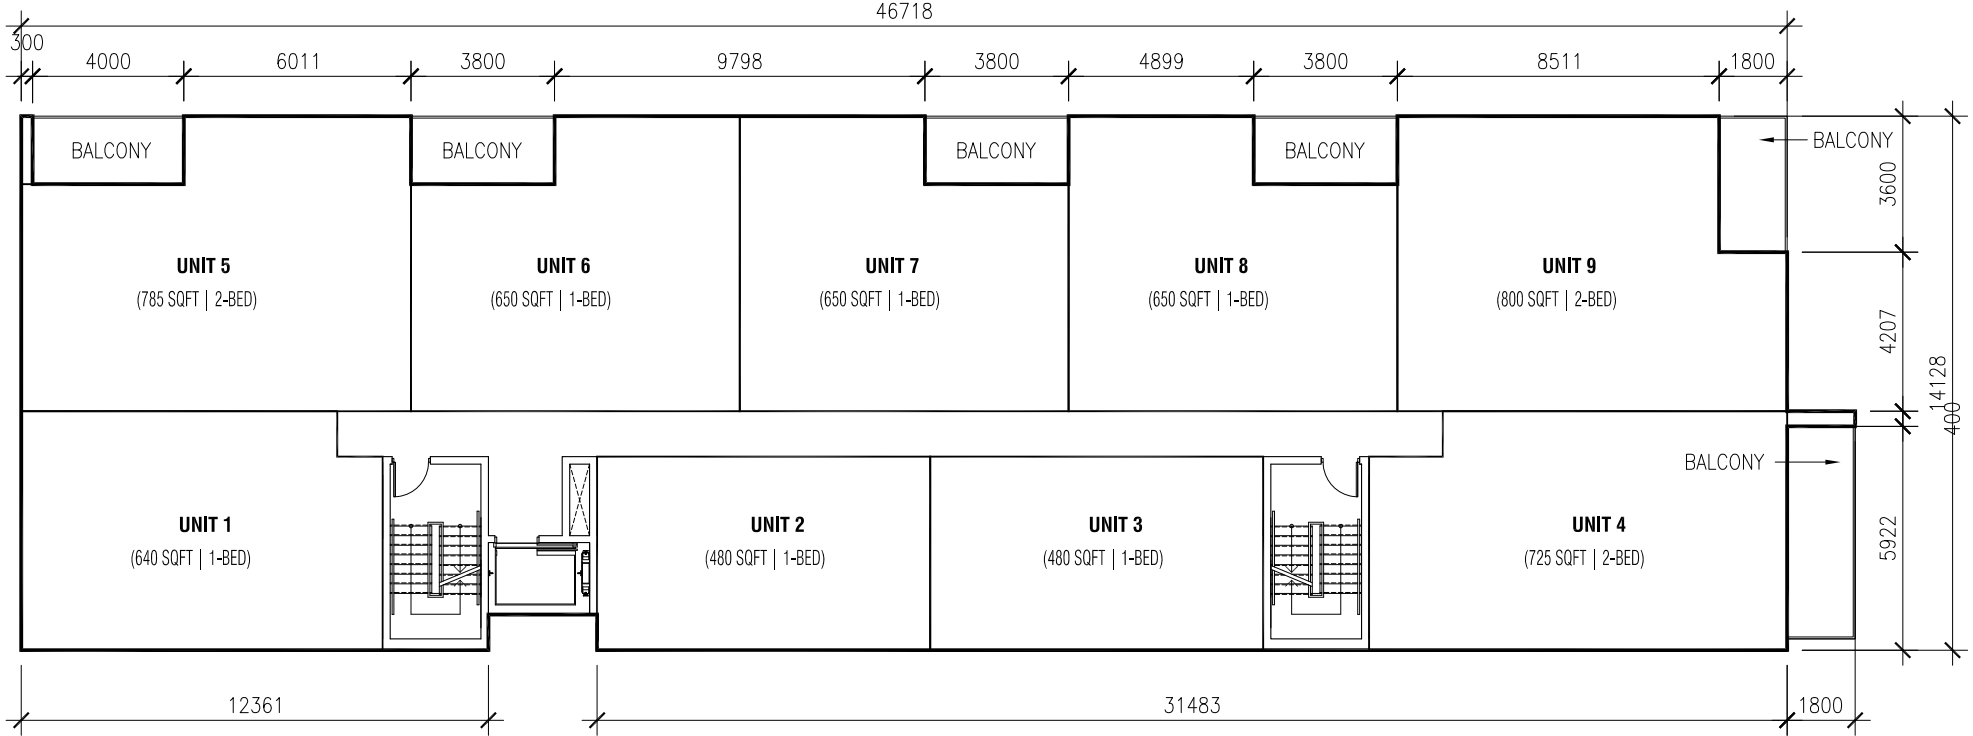 46718
300
4000
6011
3800
9798
3800
4899
3800
8511
1800
BALCONY
BALCONY
BALCONY
BALCONY
BALCONY
3600
UNIT 5
(785 SQFT | 2-BED)
UNIT 6
(650 SQFT | 1-BED)
UNIT 7
(650 SQFT | 1-BED)
UNIT 8
(650 SQFT | 1-BED)
UNIT 9
(800 SQFT | 2-BED)
4207
14128
400
BALCONY
UNIT 1
(640 SQFT | 1-BED)
UNIT 2
(480 SQFT | 1-BED)
UNIT 3
(480 SQFT | 1-BED)
UNIT 4
(725 SQFT | 2-BED)
5922
12361
31483
1800